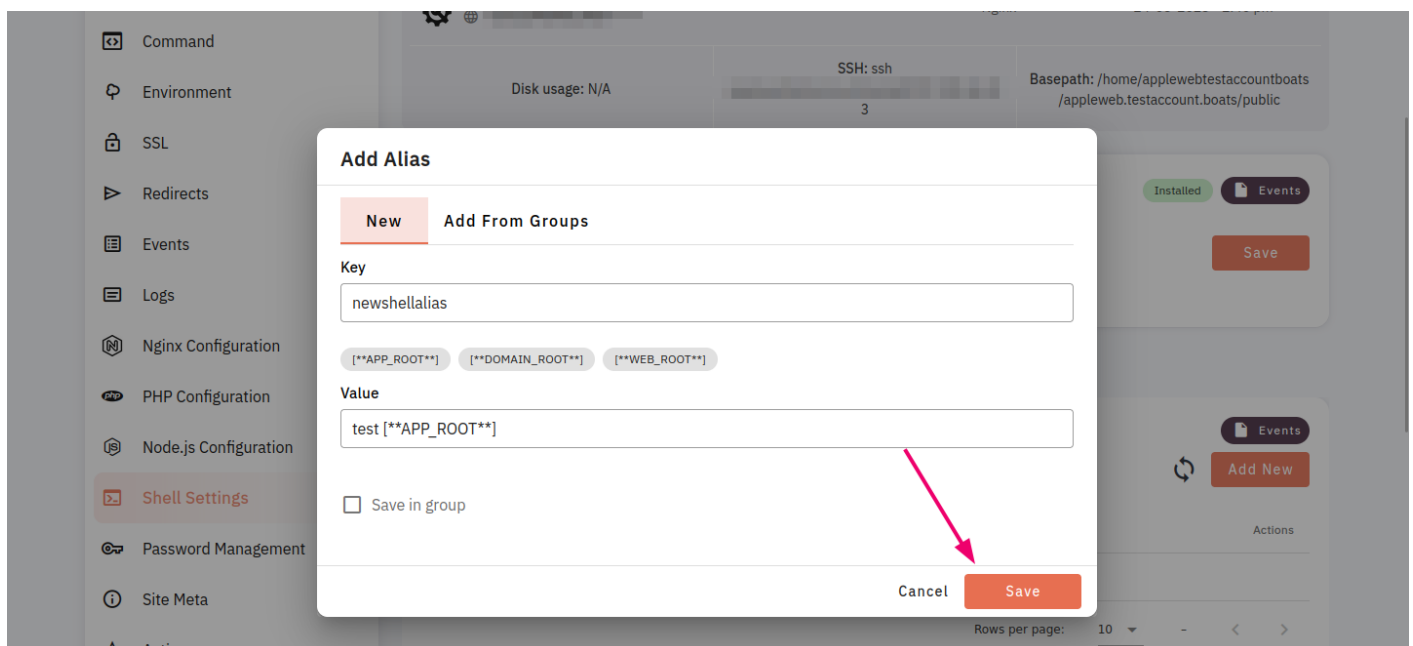 Command
Environment
SSL
Redirects
Events
Logs
Nginx Configuration
PHP Configuration
Node.js Configuration
Shell Settings
Password Management
Site Meta
Disk usage: N/A
SSH: ssh
3
Basepath: /home/applewebtestaccountboats
/appleweb.testaccount.boats/public
Installed
Events
Save
Add Alias
New
Add From Groups
Key
newshellalias
[**APP_ROOT**]
[**DOMAIN_ROOT**]
[**WEB_ROOT**]
Value
test [**APP_ROOT**]
Save in group
Cancel
Save
Events
Add New
Actions
Rows per page:
10
-